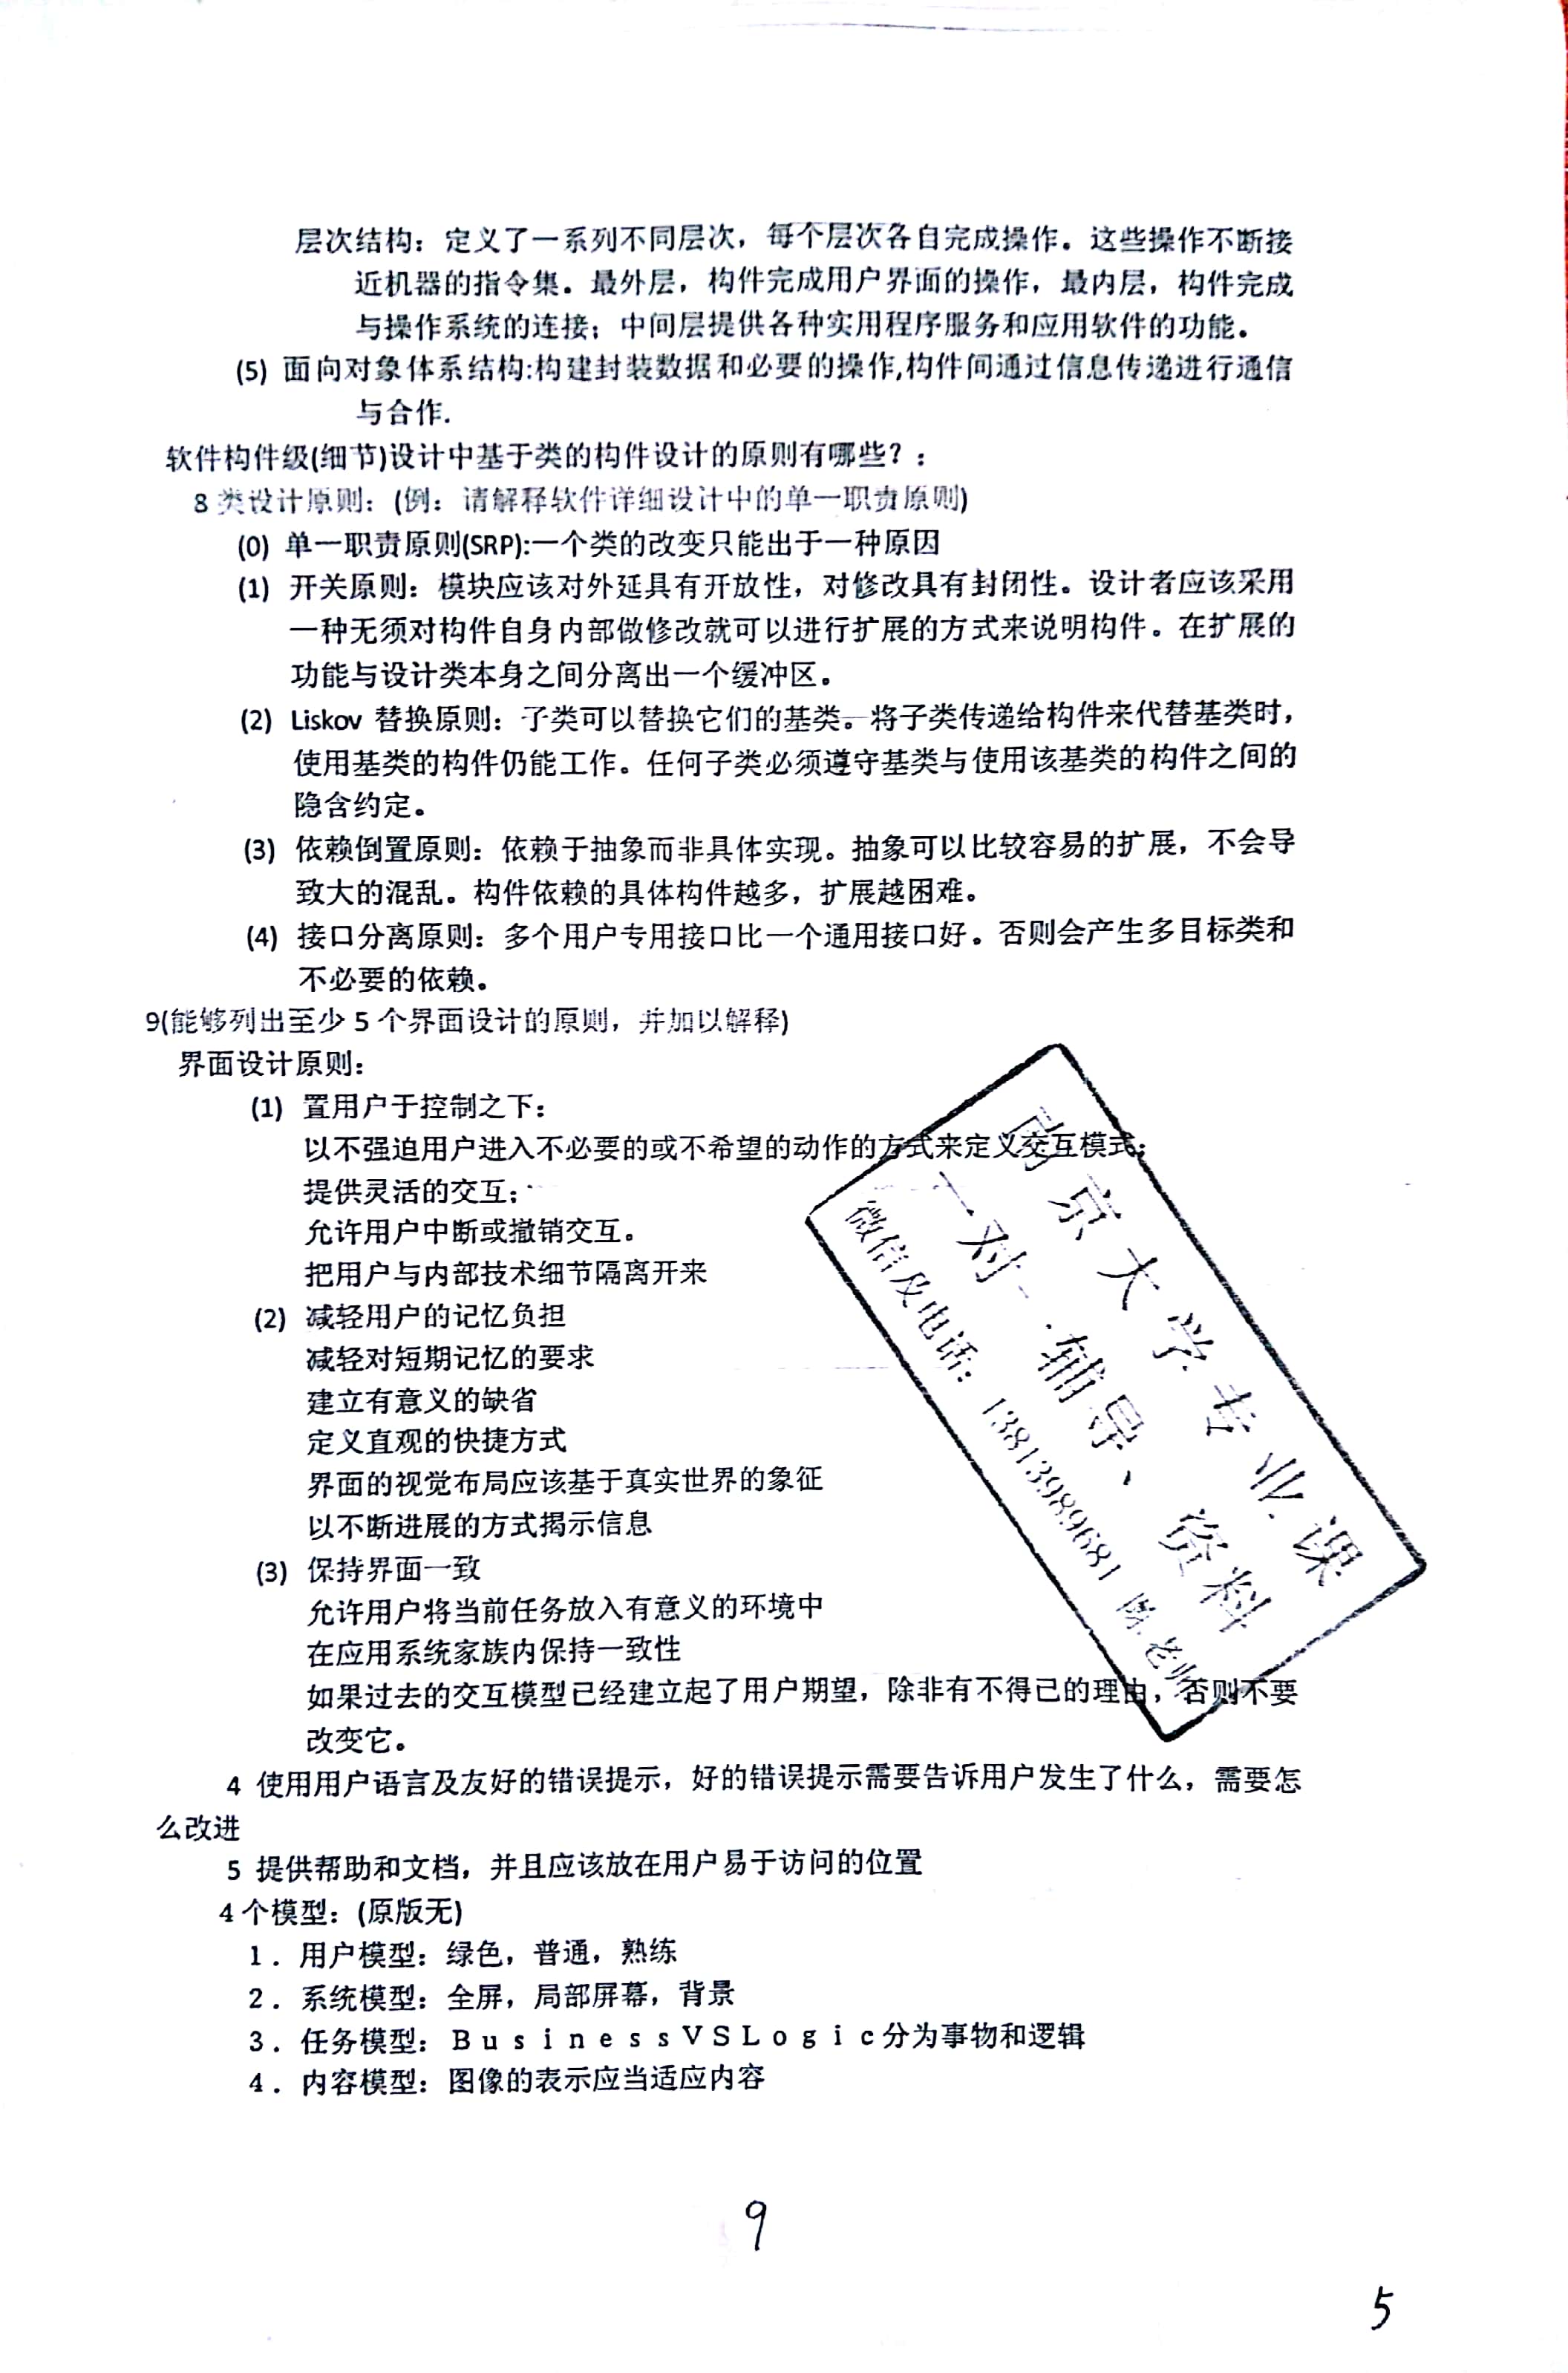 层次结构：定义了一系列不同层次，每个层次各自完成操作。这些操作不断接
近机器的指令集。最外层，构件完成用户界面的操作，最内层，构件完成
与操作系统的连接；中间层提供各种实用程序服务和应用软件的功能。
(5) 面向对象体系结构:构建封装数据和必要的操作,构件间通过信息传递进行通信
与合作.
软件构件级(细节)设计中基于类的构件设计的原则有哪些？：
8 类设计原则：(例：请解释软件详细设计中的单一职责原则)
(0) 单一职责原则(SRP):一个类的改变只能出于一种原因
(1) 开关原则：模块应该对外延具有开放性，对修改具有封闭性。设计者应该采用
一种无须对构件自身内部做修改就可以进行扩展的方式来说明构件。在扩展的
功能与设计类本身之间分离出一个缓冲区。
(2) Liskov 替换原则：子类可以替换它们的基类。将子类传递给构件来代替基类时，
使用基类的构件仍能工作。任何子类必须遵守基类与使用该基类的构件之间的
隐含约定。
(3) 依赖倒置原则：依赖于抽象而非具体实现。抽象可以比较容易的扩展，不会导
致大的混乱。构件依赖的具体构件越多，扩展越困难。
(4) 接口分离原则：多个用户专用接口比一个通用接口好。否则会产生多目标类和
不必要的依赖。
9(能够列出至少 5 个界面设计的原则，并加以解释)
界面设计原则：
(1) 置用户于控制之下：
以不强迫用户进入不必要的或不希望的动作的方式来定义交互模式；
提供灵活的交互；
允许用户中断或撤销交互。
把用户与内部技术细节隔离开来
(2) 减轻用户的记忆负担
减轻对短期记忆的要求
建立有意义的缺省
定义直观的快捷方式
界面的视觉布局应该基于真实世界的象征
以不断进展的方式揭示信息
(3) 保持界面一致
允许用户将当前任务放入有意义的环境中
在应用系统家族内保持一致性
如果过去的交互模型已经建立起了用户期望，除非有不得已的理由，否则不要
改变它。
4 使用用户语言及友好的错误提示，好的错误提示需要告诉用户发生了什么，需要怎
么改进
5 提供帮助和文档，并且应该放在用户易于访问的位置
4个模型：(原版无)
1．用户模型：绿色，普通，熟练
2．系统模型：全屏，局部屏幕，背景
3．任务模型：ＢｕｓｉｎｅｓｓＶＳＬｏｇｉｃ分为事物和逻辑
4．内容模型：图像的表示应当适应内容
南京大学专业课
一对一辅导、资料
微信及电话：13813989681 陈老师
9
5